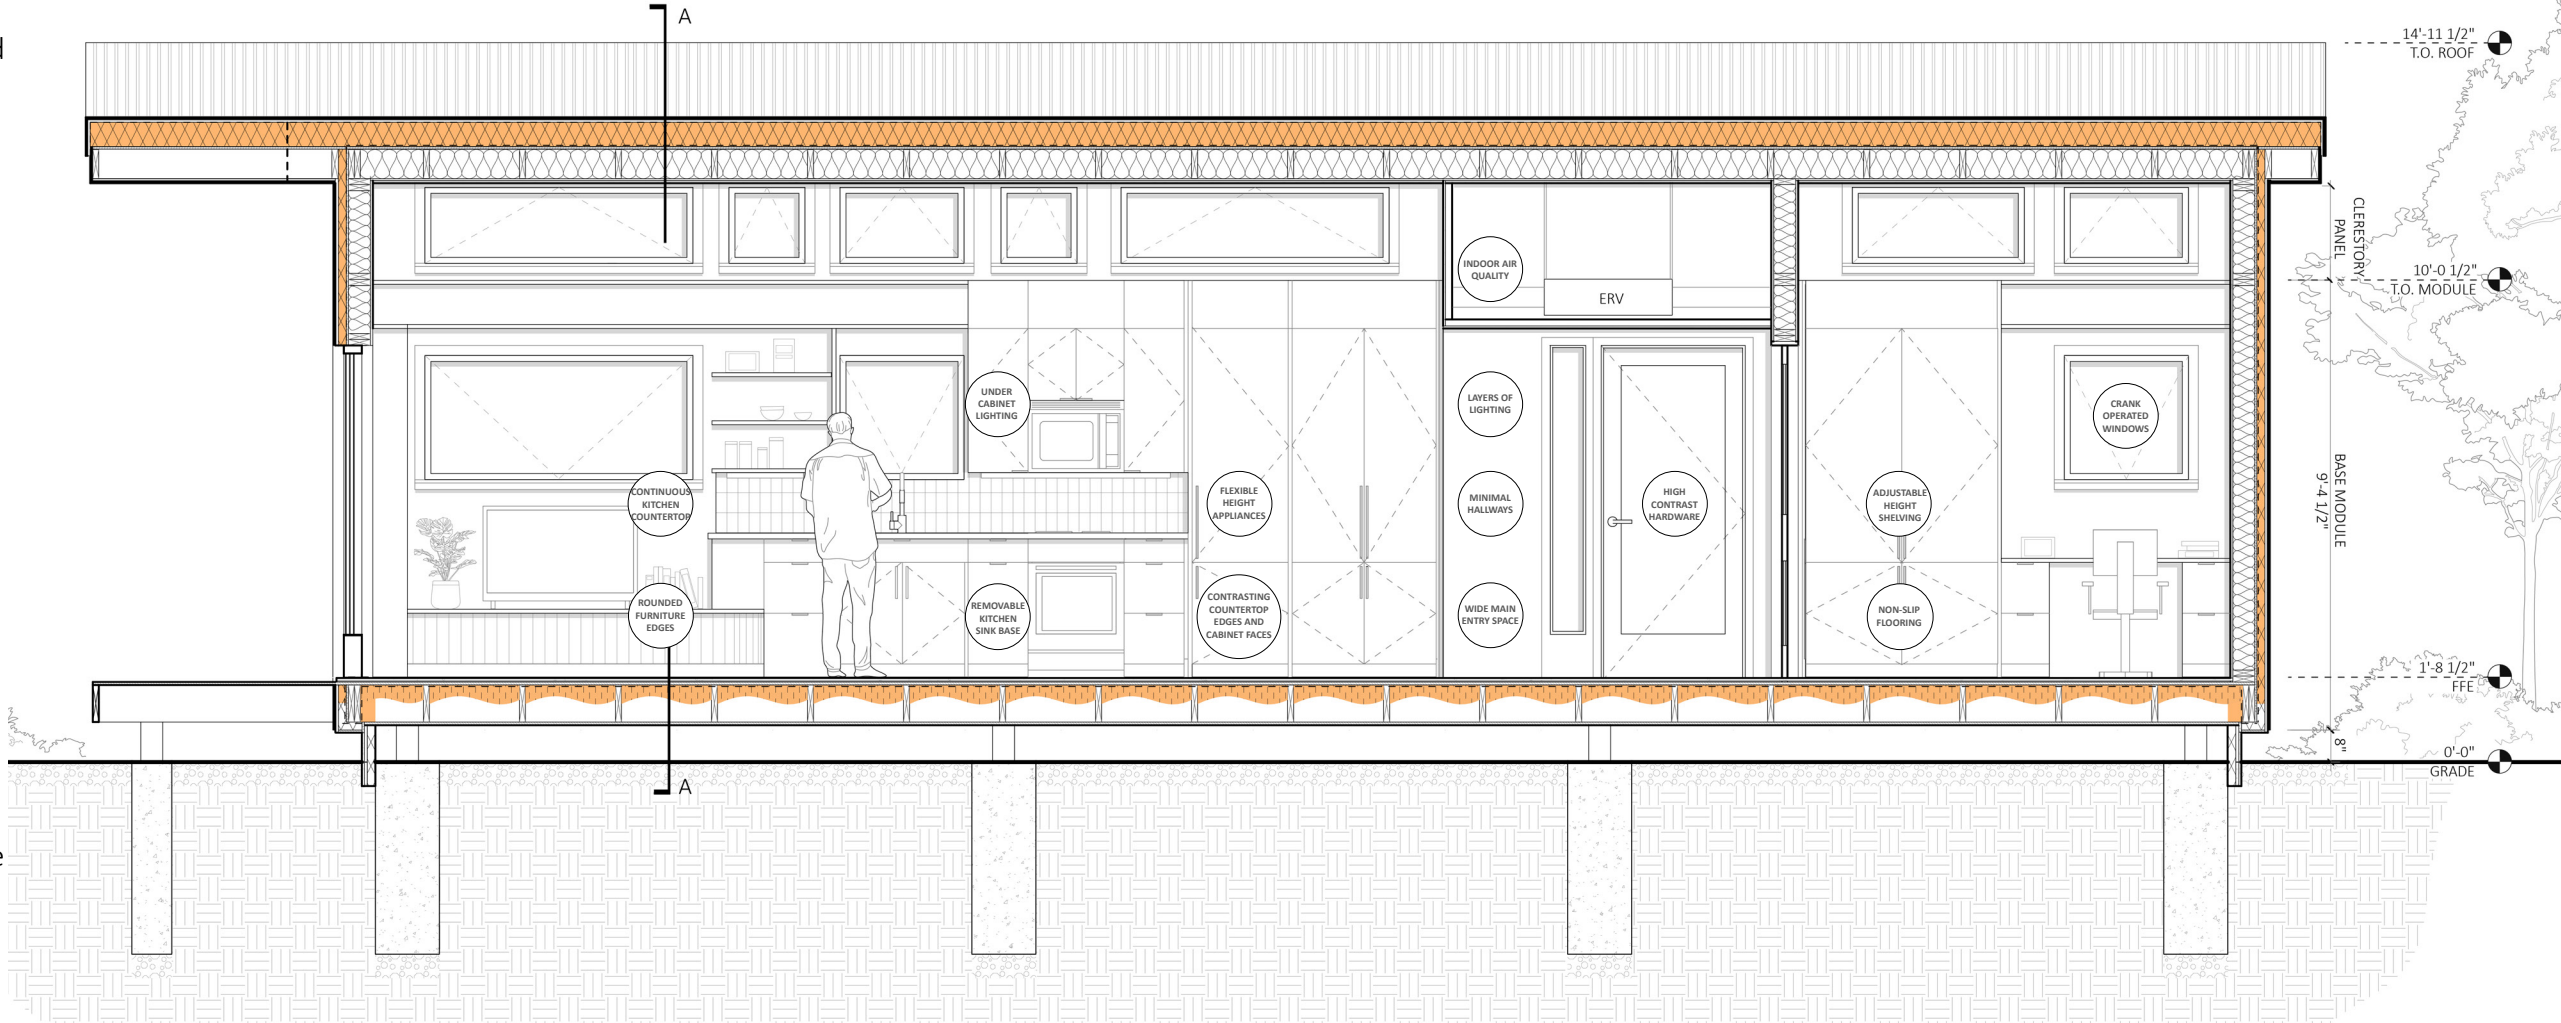 A
14'-11 1/2"
T.O. ROOF
CLERESTORY
PANEL
INDOOR AIR
QUALITY
ERV
10'-0 1/2"
T.O. MODULE
UNDER
CABINET
LIGHTING
LAYERS OF
LIGHTING
CRANK
OPERATED
WINDOWS
CONTINUOUS
KITCHEN
COUNTERTOP
FLEXIBLE
HEIGHT
APPLIANCES
MINIMAL
HALLWAYS
HIGH
CONTRAST
HARDWARE
ADJUSTABLE
HEIGHT
SHELVING
BASE MODULE
9'-4 1/2"
ROUNDED
FURNITURE
EDGES
REMOVABLE
KITCHEN
SINK BASE
CONTRASTING
COUNTERTOP
EDGES AND
CABINET FACES
WIDE MAIN
ENTRY SPACE
NON-SLIP
FLOORING
1'-8 1/2"
FFE
8"
0'-0"
GRADE
A